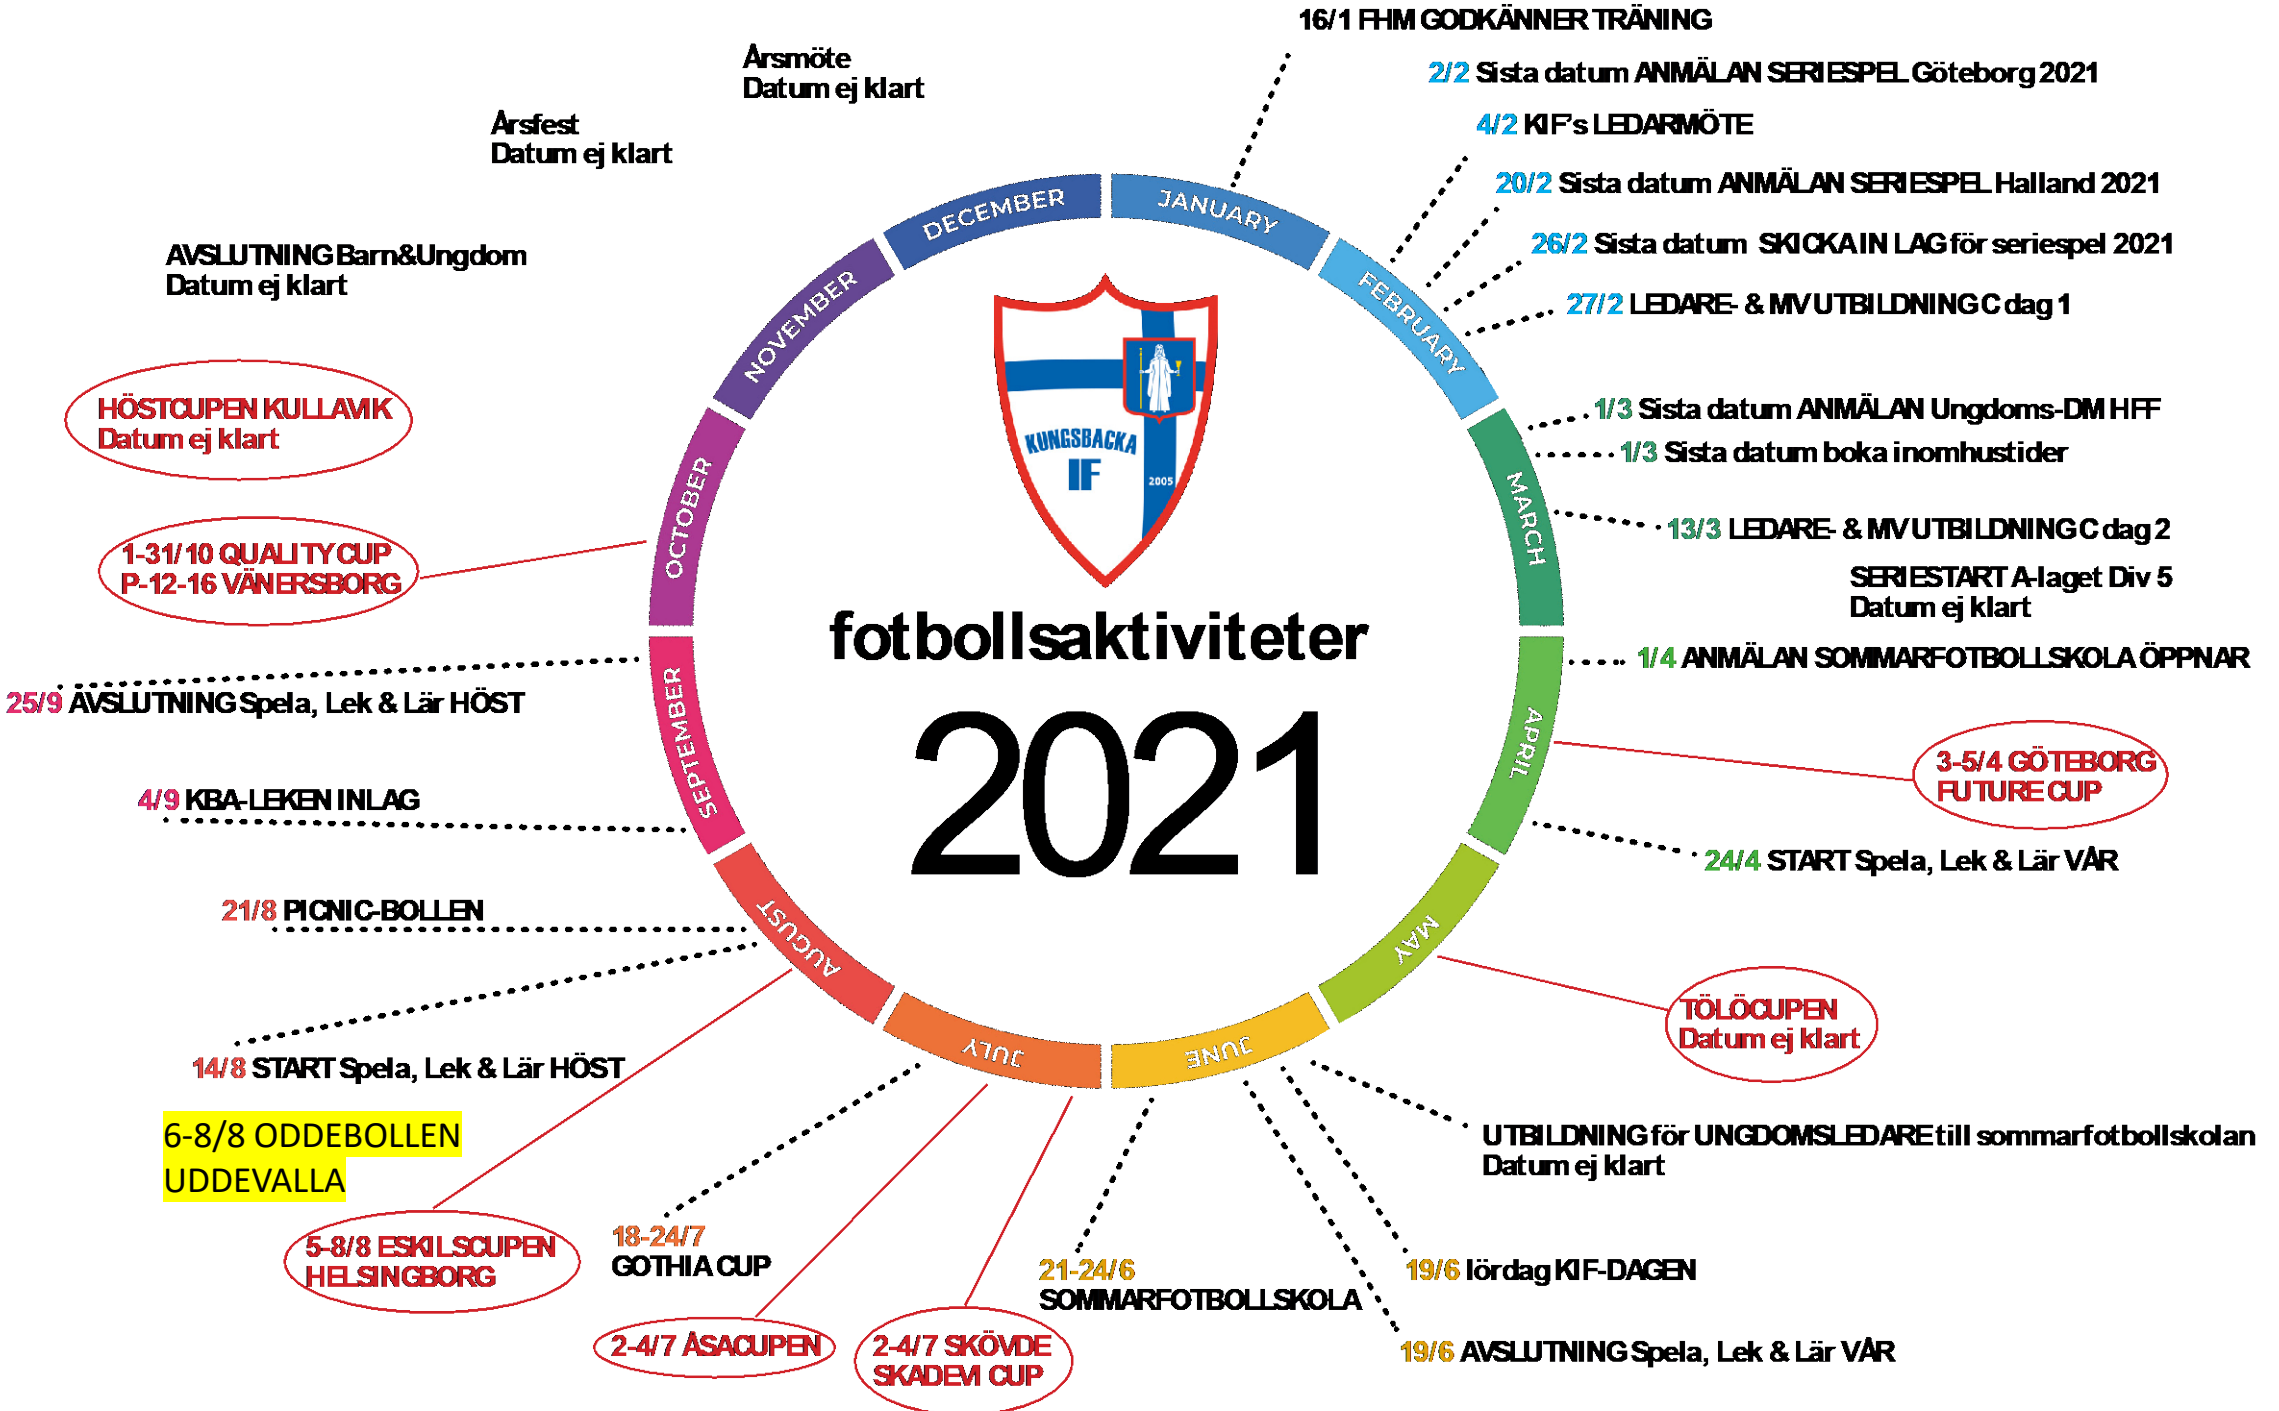 16/1 FHM GODKÄNNER TRÄNING
2/2 Sista datum ANMÄLAN SERIESPEL Göteborg 2021
4/2 KIF's LEDARMÖTE
20/2 Sista datum ANMÄLAN SERIESPEL Halland 2021
26/2 Sista datum SKICKA IN LAG för seriespel 2021
27/2 LEDARE- & MV UTBILDNING C dag 1
1/3 Sista datum ANMÄLAN Ungdoms-DM HFF
1/3 Sista datum boka inomhustider
13/3 LEDARE- & MV UTBILDNING C dag 2
SERIESTART A-laget Div 5
Datum ej klart
1/4 ANMÄLAN SOMMARFOTBOLLSKOLA ÖPPNAR
3-5/4 GÖTEBORG
FUTURE CUP
24/4 START Spela, Lek & Lär VÅR
TÖLÖCUPEN
Datum ej klart
UTBILDNING för UNGDOMSLEDARE till sommarfotbollskolan
Datum ej klart
19/6 lördag KIF-DAGEN
19/6 AVSLUTNING Spela, Lek & Lär VÅR
21-24/6
SOMMARFOTBOLLSKOLA
2-4/7 SKÖVDE
SKADEVI CUP
2-4/7 ÅSACUPEN
18-24/7
GOTHIA CUP
5-8/8 ESKILSCUPEN
HELSINGBORG
6-8/8 ODDEBOLLEN
UDDEVALLA
14/8 START Spela, Lek & Lär HÖST
21/8 PICNIC-BOLLEN
4/9 KBA-LEKEN INLAG
25/9 AVSLUTNING Spela, Lek & Lär HÖST
1-31/10 QUALITY CUP
P-12-16 VÄNERSBORG
HÖSTCUPEN KULLAVIK
Datum ej klart
AVSLUTNING Barn&Ungdom
Datum ej klart
Årsfest
Datum ej klart
Årsmöte
Datum ej klart
JANUARY
FEBRUARY
MARCH
APRIL
MAY
JUNE
JULY
AUGUST
SEPTEMBER
OCTOBER
NOVEMBER
DECEMBER
KUNGSBACKA
IF
2005
fotbollsaktiviteter
2021